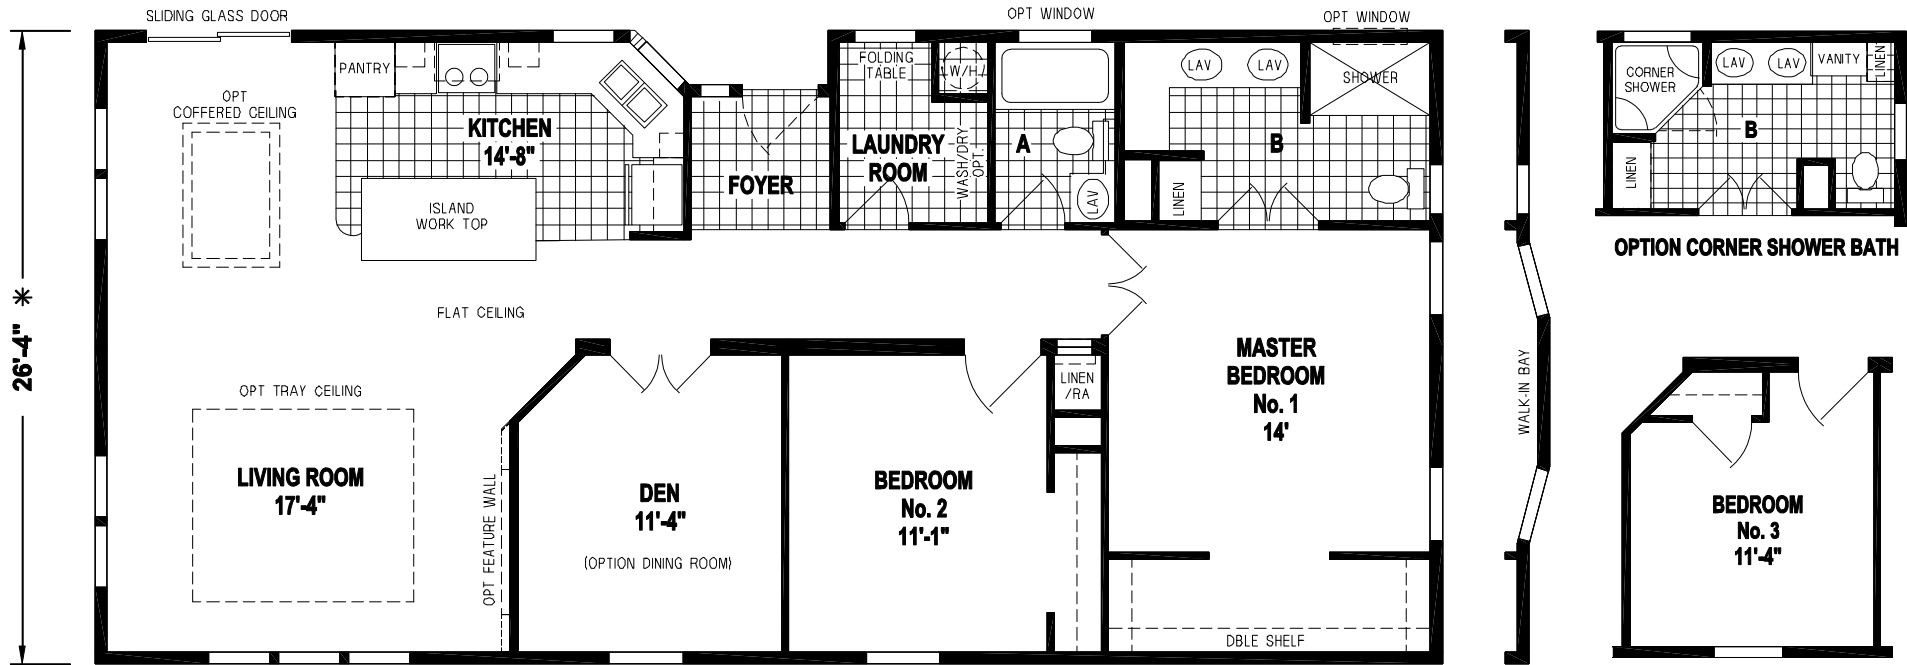 SLIDING GLASS DOOR
OPT WINDOW
OPT WINDOW
PANTRY
OPT
COFFERED CEILING
KITCHEN
14'-8"
ISLAND
WORK TOP
FOYER
FOLDING
TABLE
W/H
LAUNDRY
ROOM
WASH/DRY
OPT.
A
LAV
LAV
LAV
SHOWER
B
LINEN
26'-4" *
FLAT CEILING
OPT TRAY CEILING
LIVING ROOM
17'-4"
OPT FEATURE WALL
DEN
11'-4"
(OPTION DINING ROOM)
BEDROOM
No. 2
11'-1"
LINEN
/RA
MASTER
BEDROOM
No. 1
14'
DBLE SHELF
WALK-IN BAY
CORNER
SHOWER
LAV
LAV
VANITY
LINEN
B
LINEN
OPTION CORNER SHOWER BATH
BEDROOM
No. 3
11'-4"